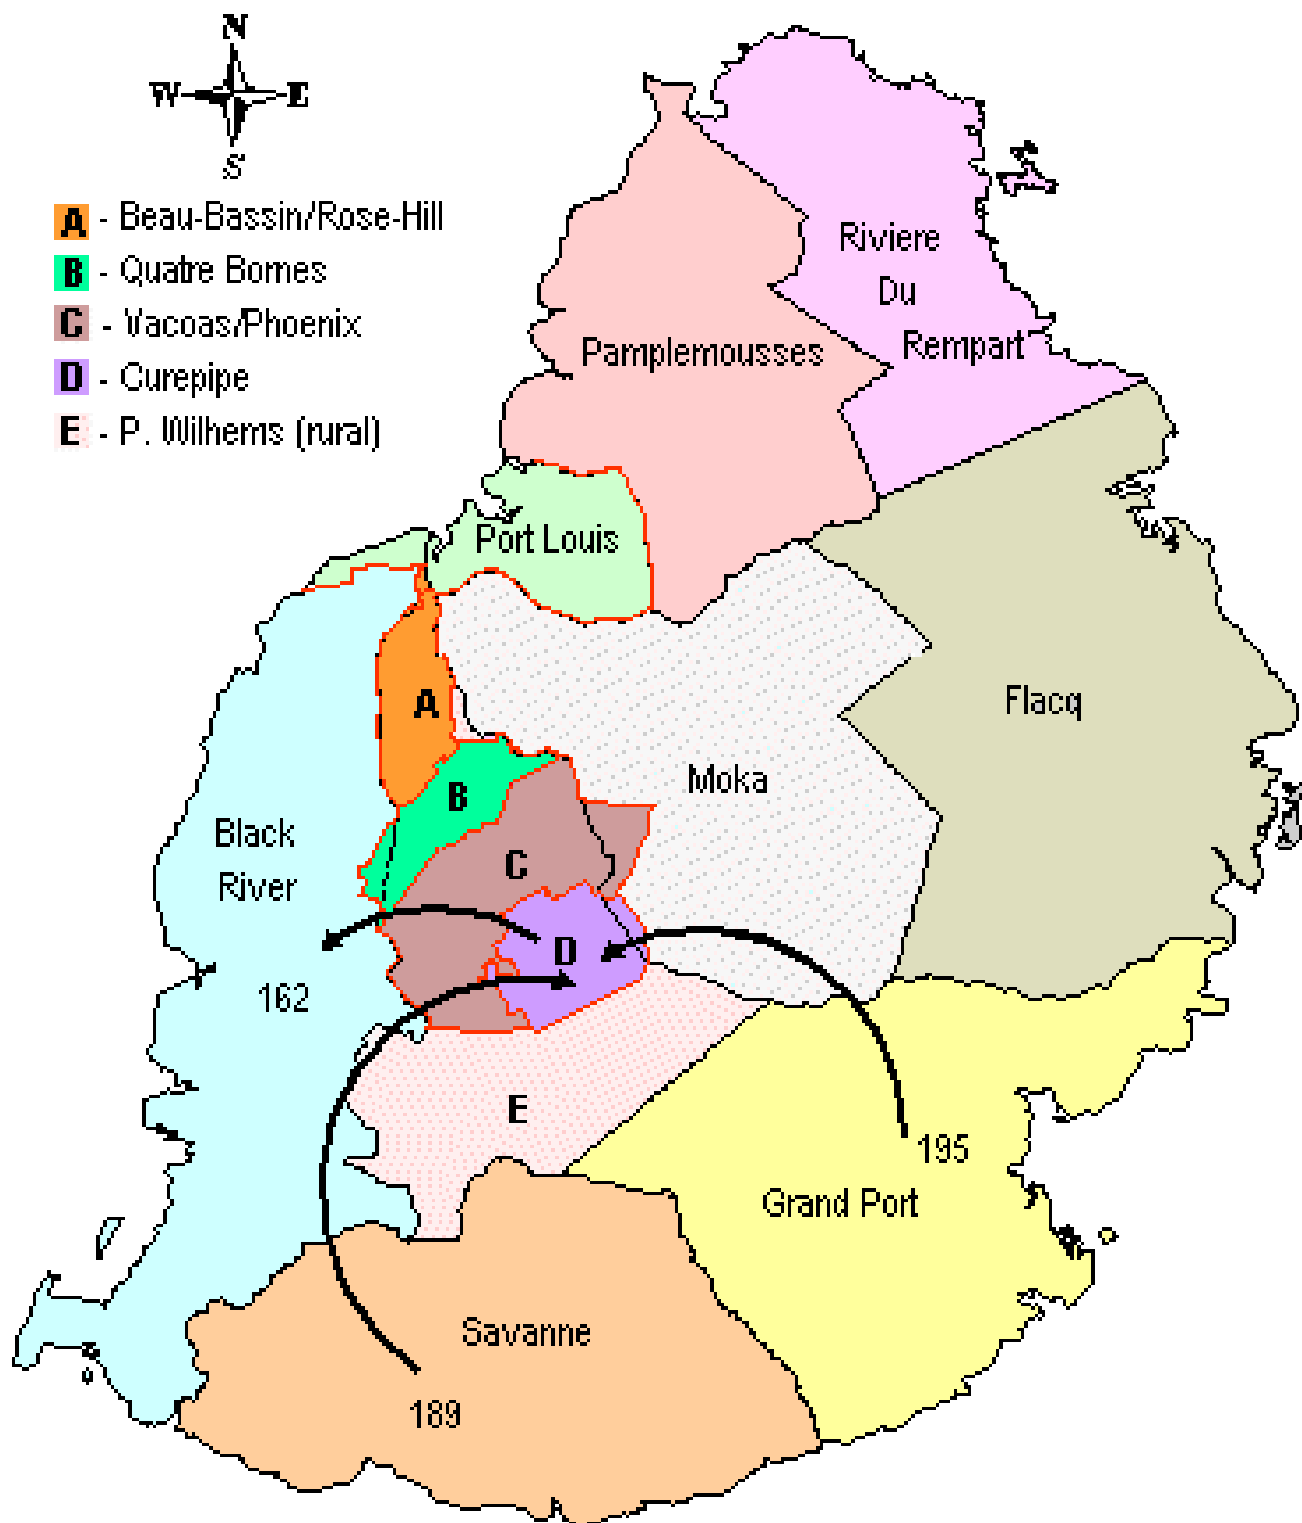 N
W E
S
A - Beau-Bassin/Rose-Hill
B - Quatre Bornes
C - Vacoas/Phoenix
D - Curepipe
E - P. Wilhems (rural)
Riviere
Du
Rempart
Pamplemousses
Port Louis
A
Flacq
Moka
B
Black
River
C
D
162
E
195
Grand Port
Savanne
189